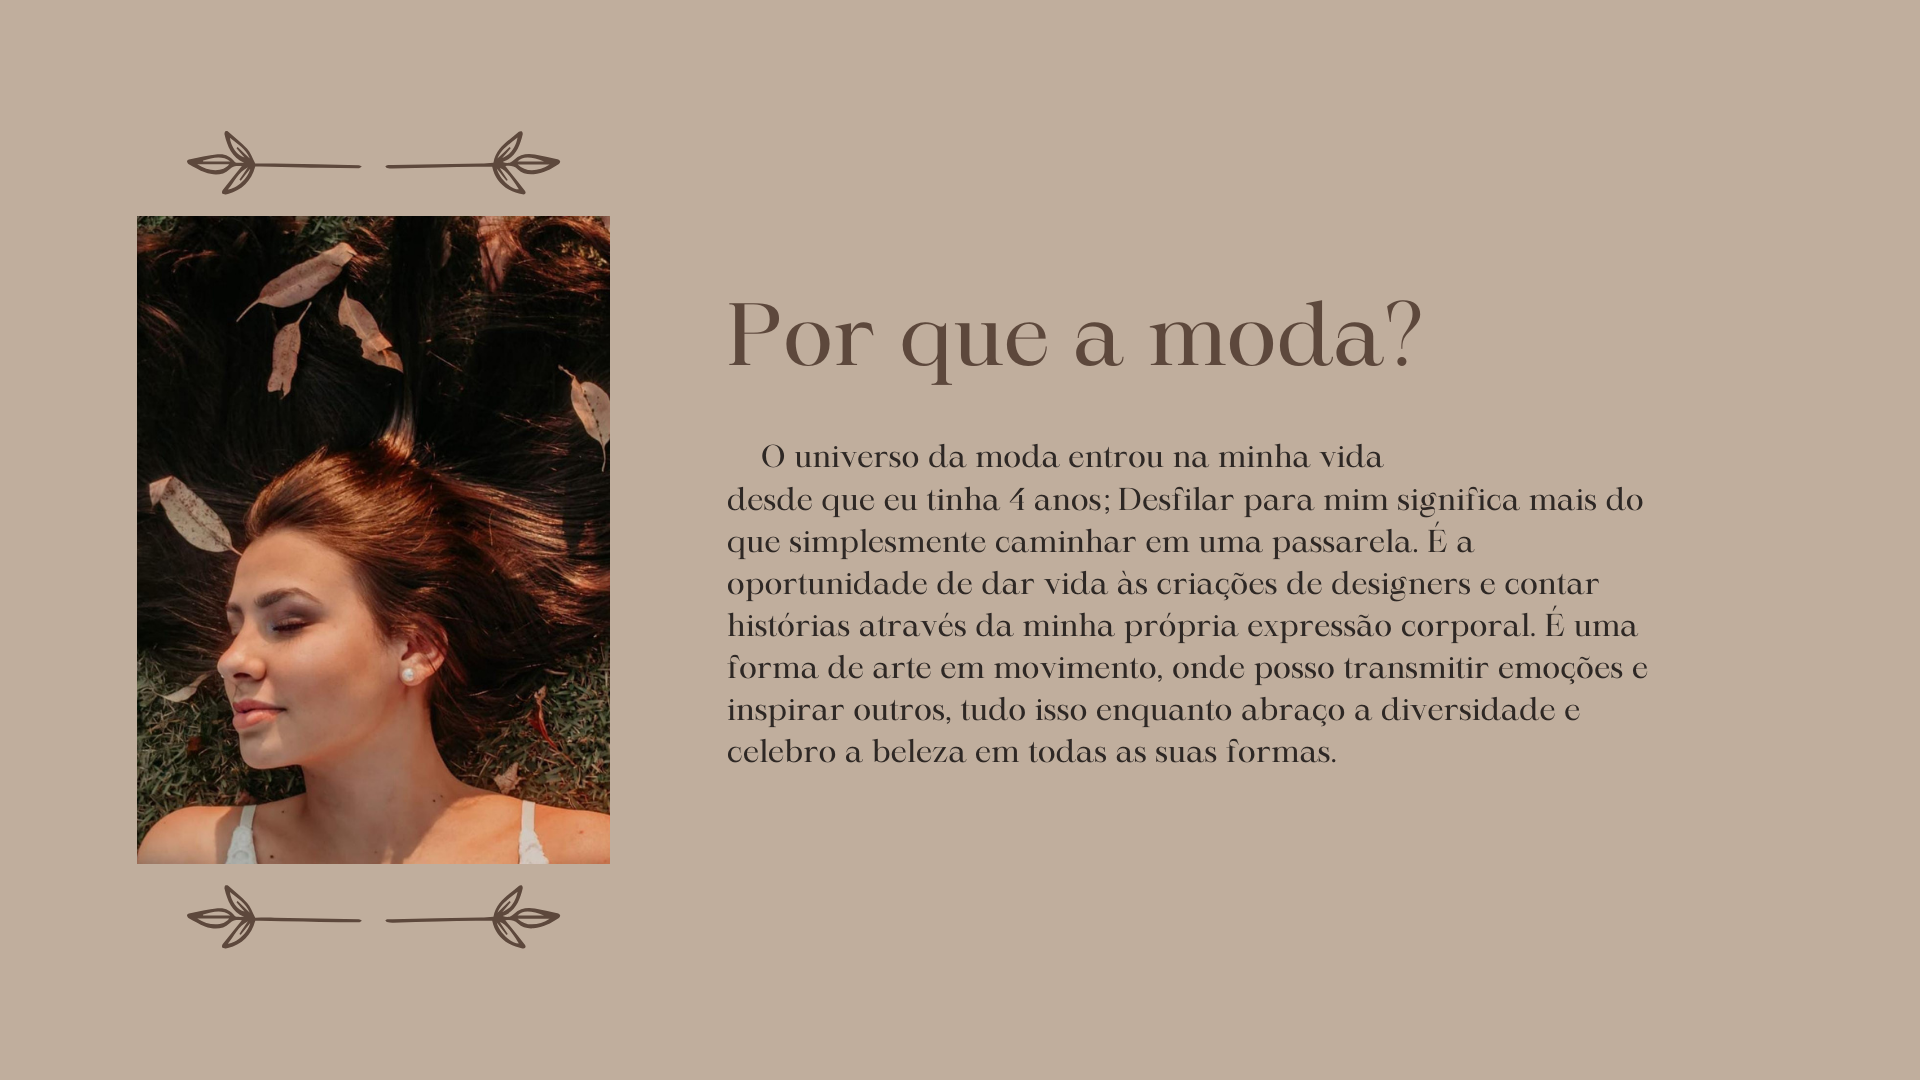 Por que a moda?
O universo da moda entrou na minha vida
desde que eu tinha 4 anos; Desfilar para mim significa mais do
que simplesmente caminhar em uma passarela. É a
oportunidade de dar vida às criações de designers e contar
histórias através da minha própria expressão corporal. É uma
forma de arte em movimento, onde posso transmitir emoções e
inspirar outros, tudo isso enquanto abraço a diversidade e
celebro a beleza em todas as suas formas.